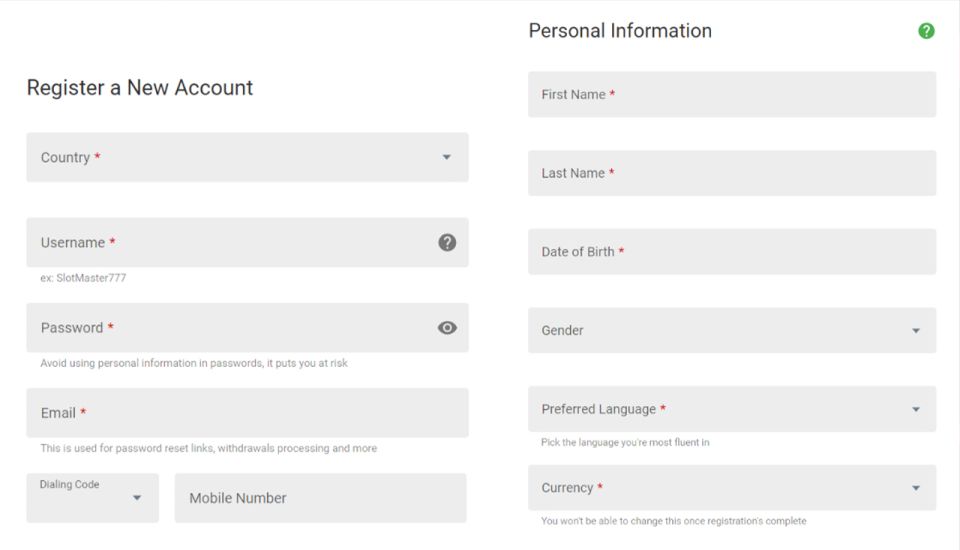 Register a New Account
Country *
Username *
ex: SlotMaster777
Password *
Avoid using personal information in passwords, it puts you at risk
Email *
This is used for password reset links, withdrawals processing and more
Dialing Code
Mobile Number
Personal Information
First Name *
Last Name *
Date of Birth *
Gender
Preferred Language *
Pick the language you're most fluent in
Currency *
You won't be able to change this once registration's complete